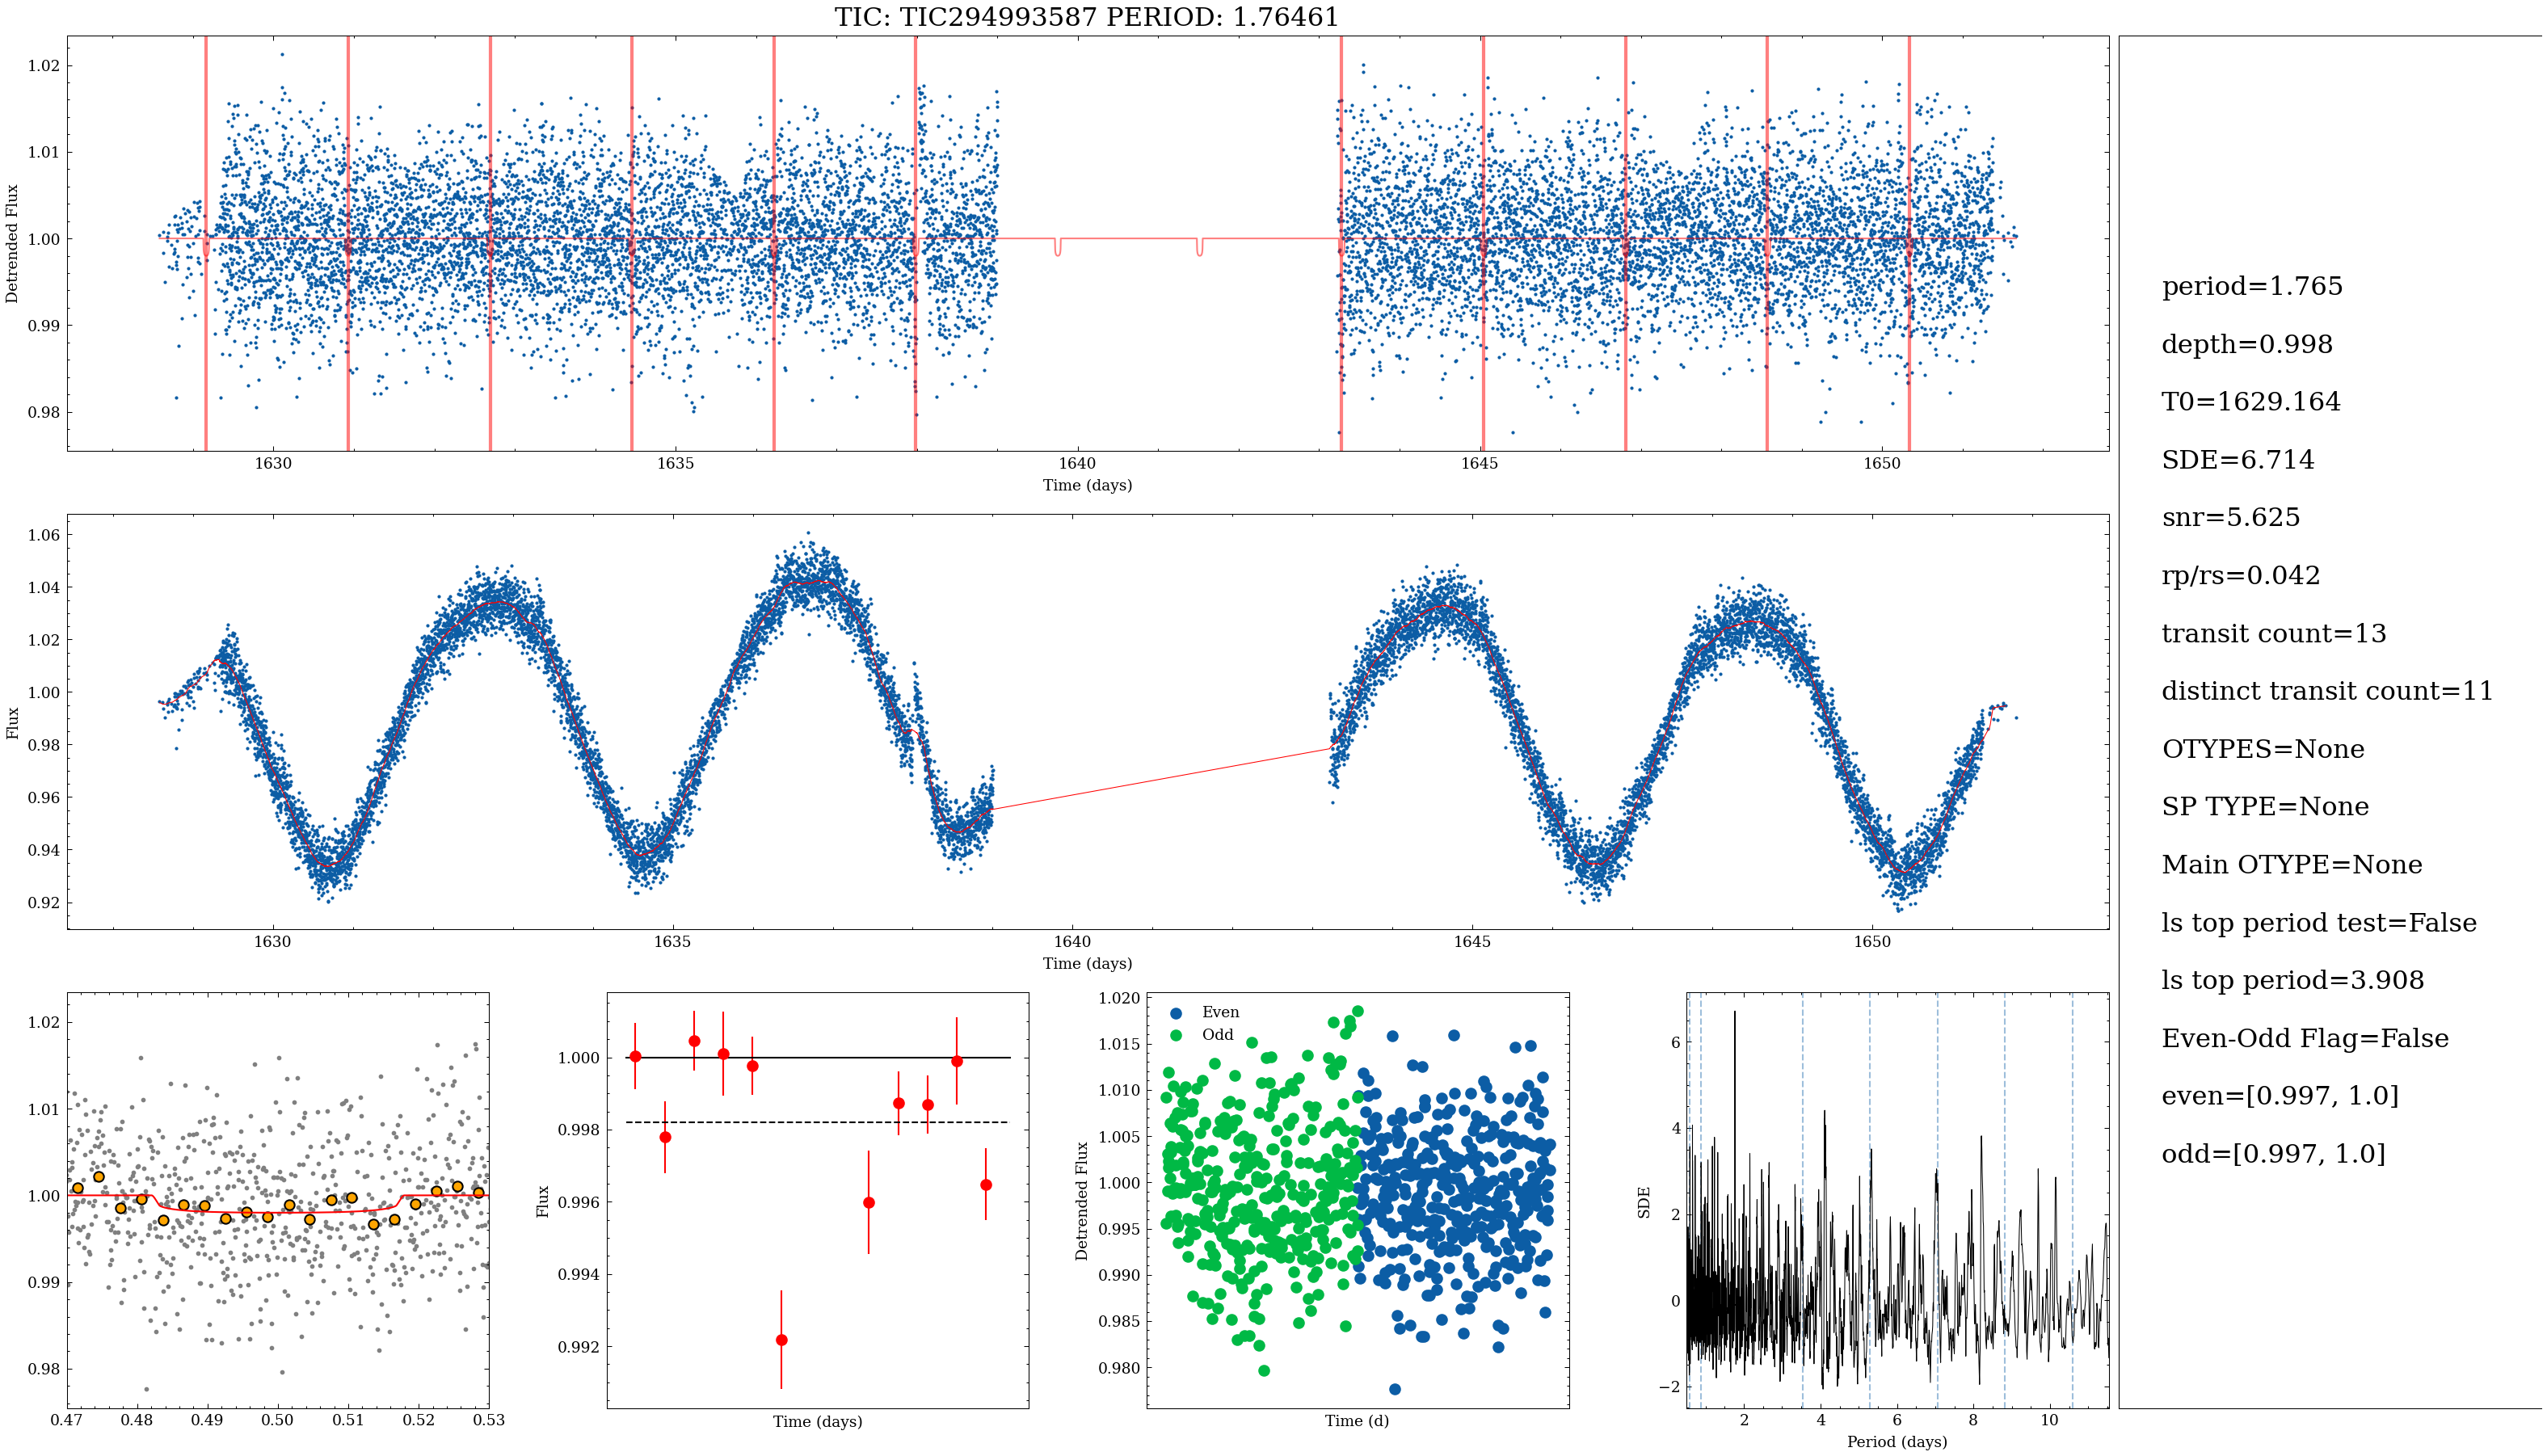 TIC: TIC294993587 PERIOD: 1.76461
1.02
1.01
1.00
0.99
0.98
Detrended Flux
1630
1635
1640
1645
1650
Time (days)
1.06
1.04
1.02
1.00
0.98
0.96
0.94
0.92
Flux
1630
1635
1640
1645
1650
Time (days)
1.02
1.01
1.00
0.99
0.98
0.47
0.48
0.49
0.50
0.51
0.52
0.53
1.000
0.998
0.996
0.994
0.992
Flux
Time (days)
1.020
1.015
1.010
1.005
1.000
0.995
0.990
0.985
0.980
Detrended Flux
Even
Odd
Time (d)
6
4
2
0
−2
SDE
2
4
6
8
10
Period (days)
period=1.765
depth=0.998
T0=1629.164
SDE=6.714
snr=5.625
rp/rs=0.042
transit count=13
distinct transit count=11
OTYPES=None
SP TYPE=None
Main OTYPE=None
ls top period test=False
ls top period=3.908
Even-Odd Flag=False
even=[0.997, 1.0]
odd=[0.997, 1.0]